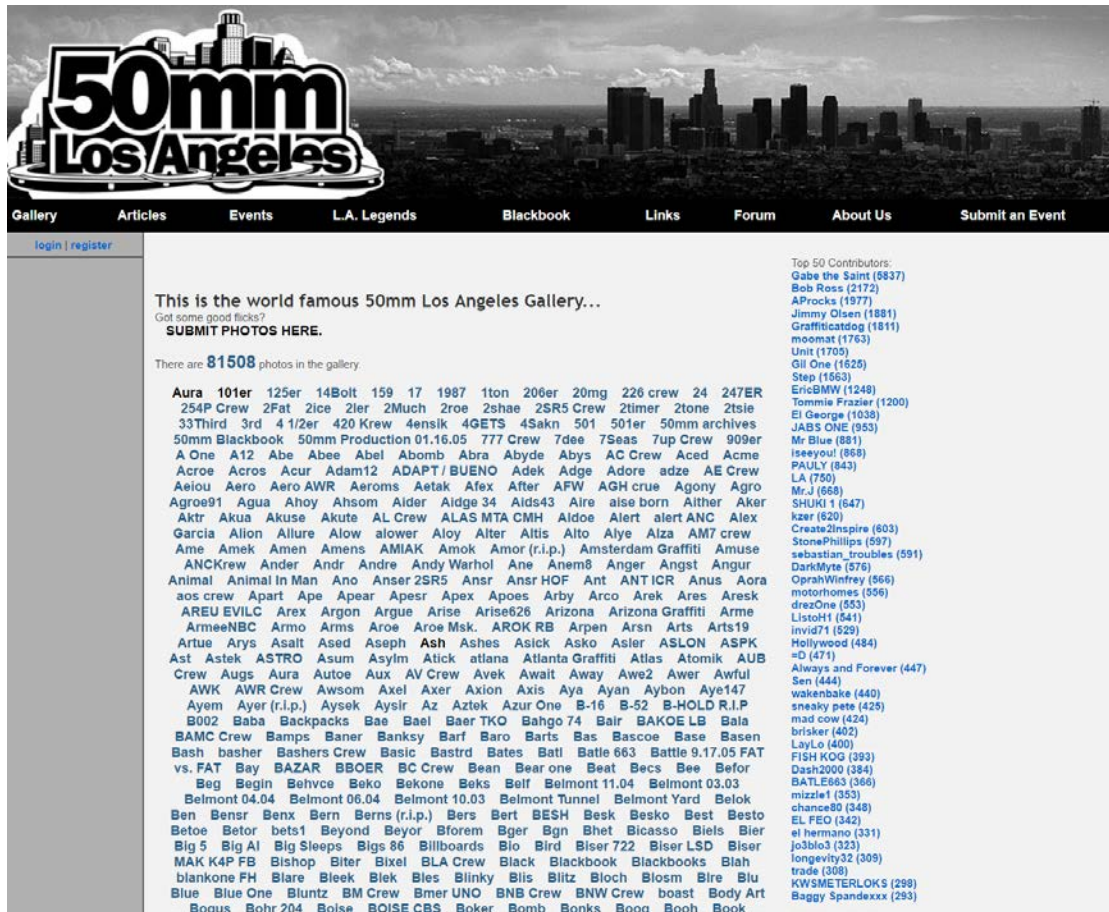 50mm
Los Angeles
Gallery Articles Events L.A. Legends Blackbook Links Forum About Us Submit an Event
login | register
This is the world famous 50mm Los Angeles Gallery...
Got some good flicks?
SUBMIT PHOTOS HERE.
There are 81508 photos in the gallery.
Aura 101er 125er 14Bolt 159 17 1987 1ton 206er 20mg 226 crew 24 247ER
254P Crew 2Fat 2ice 2ler 2Much 2roe 2shae 2SR5 Crew 2timer 2tone 2tsie
33Third 3rd 4 1/2er 420 Krew 4ensik 4GETS 4Sakn 501 501er 50mm archives
50mm Blackbook 50mm Production 01.16.05 777 Crew 7dee 7Seas 7up Crew 909er
A One A12 Abe Abee Abel Abomb Abra Abyde Abys AC Crew Aced Acme
Acroe Acros Acur Adam12 ADAPT / BUENO Adek Adge Adore adze AE Crew
Aeiou Aero Aero AWR Aeroms Aetak Afex After AFW AGH crue Agony Agro
Agroe91 Agua Ahoy Ahsom Aider Aidge 34 Aids43 Aire aise born Aither Aker
Aktr Akua Akuse Akute AL Crew ALAS MTA CMH Aldoe Alert alert ANC Alex
Garcia Alion Allure Alow alower Aloy Alter Altis Alto Alye Alza AM7 crew
Ame Amek Amen Amens AMIAK Amok Amor (r.i.p.) Amsterdam Graffiti Amuse
ANCKrew Ander Andr Andre Andy Warhol Ane Anem8 Anger Angst Angur
Animal Animal In Man Ano Anser 2SR5 Ansr Ansr HOF Ant ANT ICR Anus Aora
aos crew Apart Ape Apear Apesr Apex Apoes Arby Arco Arek Ares Aresk
AREU EVILC Arex Argon Argue Arise Arise626 Arizona Arizona Graffiti Arme
ArmeeNBC Armo Arms Aroe Aroe Msk. AROK RB Arpen Arsn Arts Arts19
Artue Arys Asalt Ased Aseph Ash Ashes Asick Asko Asler ASLON ASPK
Ast Astek ASTRO Asum Asylm Atick atlana Atlanta Graffiti Atlas Atomik AUB
Crew Augs Aura Autoe Aux AV Crew Avek Await Away Awe2 Awer Awful
AWK AWR Crew Awsom Axel Axer Axion Axis Aya Ayan Aybon Aye147
Ayem Ayer (r.i.p.) Aysek Aysir Az Aztek Azur One B-16 B-52 B-HOLD R.I.P
B002 Baba Backpacks Bae Bael Baer TKO Bahgo 74 Bair BAKOE LB Bala
BAMC Crew Bamps Baner Banksy Barf Baro Barts Bas Bascoe Base Basen
Bash basher Bashers Crew Basic Bastrd Bates Batl Batle 663 Battle 9.17.05 FAT
vs. FAT Bay BAZAR BBOER BC Crew Bean Bear one Beat Becs Bee Befor
Beg Begin Behvce Beko Bekone Beks Belf Belmont 11.04 Belmont 03.03
Belmont 04.04 Belmont 06.04 Belmont 10.03 Belmont Tunnel Belmont Yard Belok
Ben Bensr Benx Bern Berns (r.i.p.) Bers Bert BESH Besk Besko Best Besto
Betoe Betor bets1 Beyond Beyor Bforem Bger Bgn Bhet Bicasso Biels Bier
Big 5 Big Al Big Sleeps Bigs 86 Billboards Bio Bird Biser 722 Biser LSD Biser
MAK K4P FB Bishop Biter Bixel BLA Crew Black Blackbook Blackbooks Blah
blankone FH Blare Bleek Blek Bles Blinky Blis Blitz Bloch Blosm Blre Blu
Blue Blue One Bluntz BM Crew Bmer UNO BNB Crew BNW Crew boast Body Art
Bogus Bohr 204 Boise BOISE CBS Boker Bomb Bonks Boog Booh Book
Top 50 Contributors:
Gabe the Saint (5837)
Bob Ross (2172)
AProcks (1977)
Jimmy Olsen (1881)
Graffiticatdog (1811)
moomat (1763)
Unit (1705)
Gil One (1625)
Step (1563)
EricBMW (1248)
Tommie Frazier (1200)
El George (1038)
JABS ONE (953)
Mr Blue (881)
iseeyou! (868)
PAULY (843)
LA (750)
Mr.J (668)
SHUKI 1 (647)
kzer (620)
Create2Inspire (603)
StonePhillips (597)
sebastian_troubles (591)
DarkMyte (576)
OprahWinfrey (566)
motorhomes (556)
drezOne (553)
ListoH1 (541)
invid71 (529)
Hollywood (484)
=D (471)
Always and Forever (447)
Sen (444)
wakenbake (440)
sneaky pete (425)
mad cow (424)
brisker (402)
LayLo (400)
FISH KOG (393)
Dash2000 (384)
BATLE663 (366)
mizzle1 (353)
chance80 (348)
EL FEO (342)
el hermano (331)
jo3blo3 (323)
longevity32 (309)
trade (308)
KWSMETERLOKS (298)
Baggy Spandexxx (293)